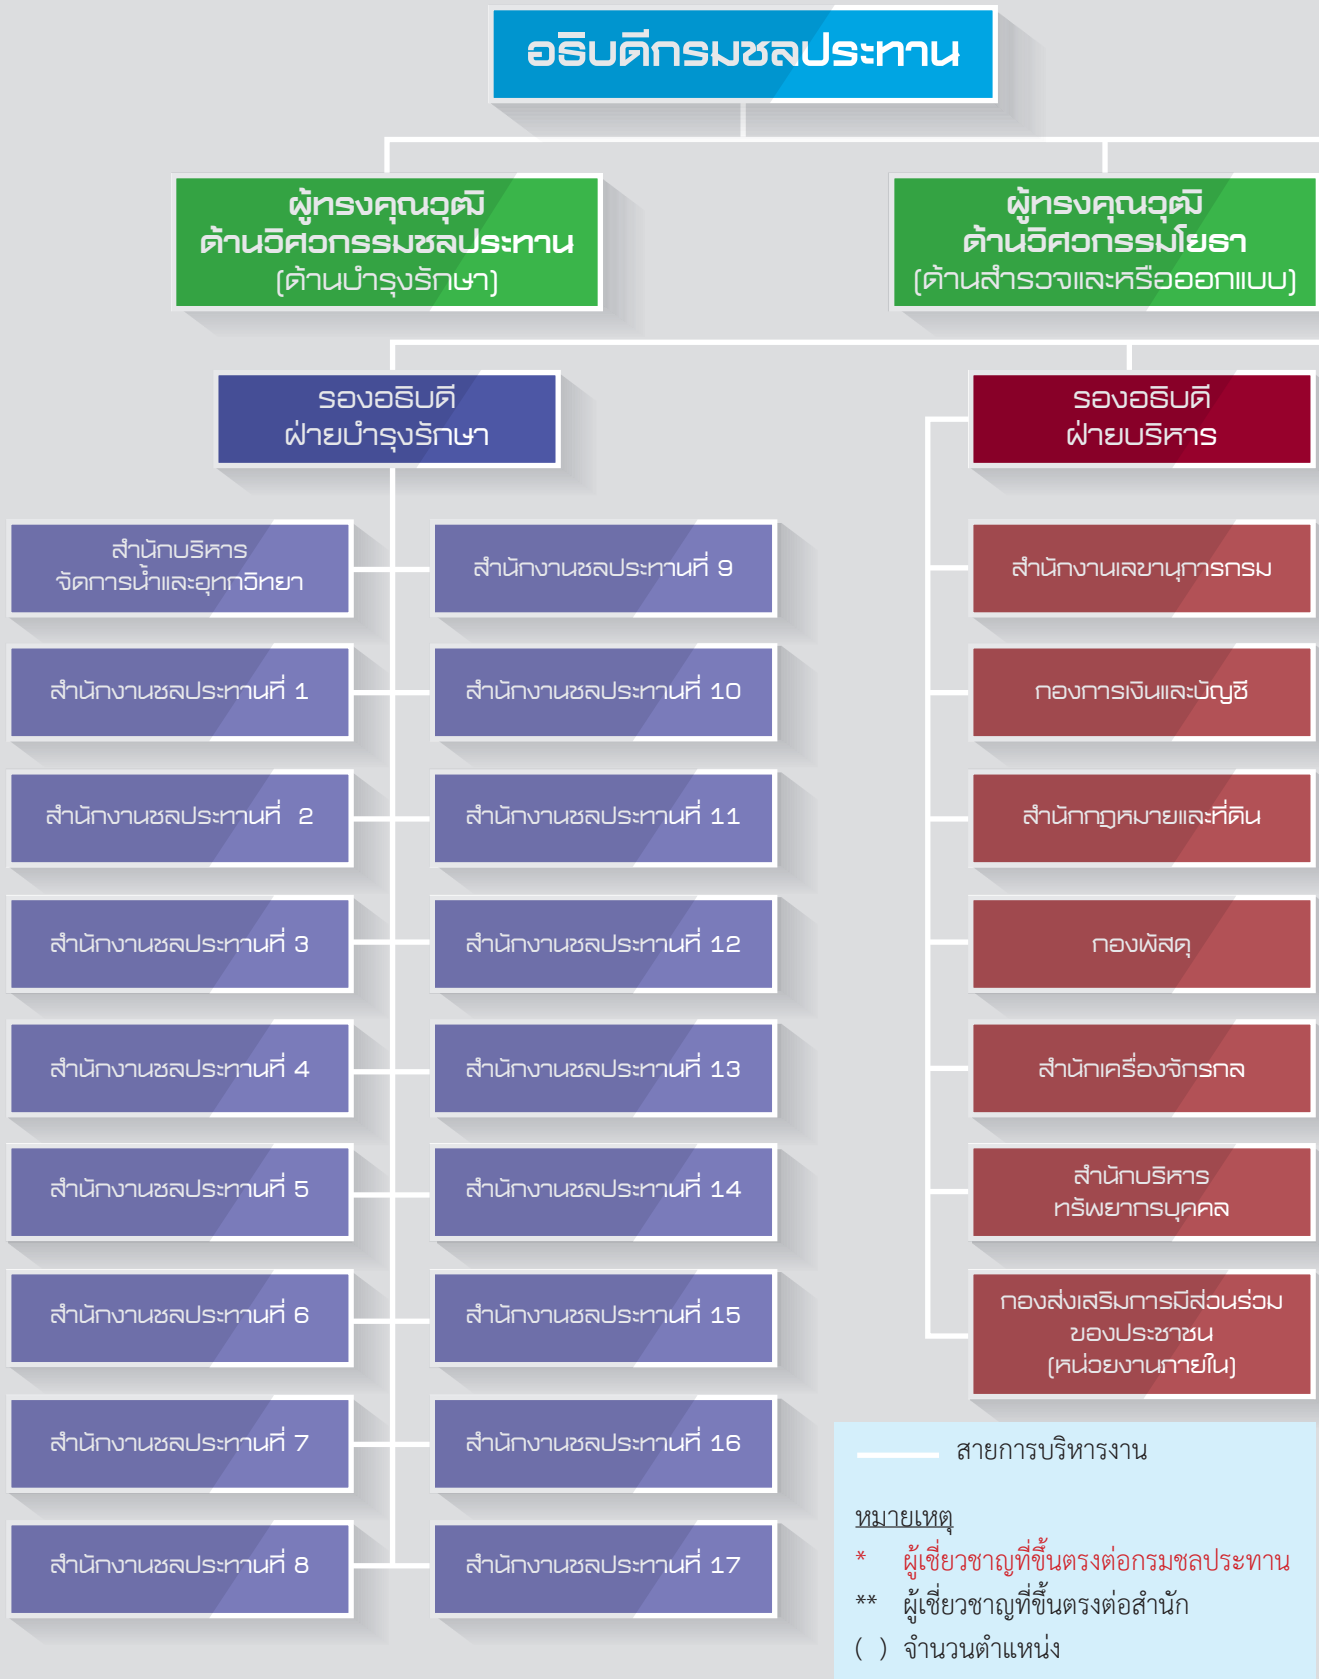 อธิบดีกรมชลประทาน
ผู้ทรงคุณวุฒิ
ด้านวิศวกรรมชลประทาน
(ด้านบำรุงรักษา)
ผู้ทรงคุณวุฒิ
ด้านวิศวกรรมโยธา
(ด้านสำรวจและหรือออกแบบ)
รองอธิบดี
ฝ่ายบำรุงรักษา
สำนักบริหาร
จัดการน้ำและอุทกวิทยา
สำนักงานชลประทานที่ 1
สำนักงานชลประทานที่ 2
สำนักงานชลประทานที่ 3
สำนักงานชลประทานที่ 4
สำนักงานชลประทานที่ 5
สำนักงานชลประทานที่ 6
สำนักงานชลประทานที่ 7
สำนักงานชลประทานที่ 8
สำนักงานชลประทานที่ 9
สำนักงานชลประทานที่ 10
สำนักงานชลประทานที่ 11
สำนักงานชลประทานที่ 12
สำนักงานชลประทานที่ 13
สำนักงานชลประทานที่ 14
สำนักงานชลประทานที่ 15
สำนักงานชลประทานที่ 16
สำนักงานชลประทานที่ 17
รองอธิบดี
ฝ่ายบริหาร
สำนักงานเลขานุการกรม
กองการเงินและบัญชี
สำนักกฎหมายและที่ดิน
กองพัสดุ
สำนักเครื่องจักรกล
สำนักบริหาร
ทรัพยากรบุคคล
กองส่งเสริมการมีส่วนร่วม
ของประชาชน
(หน่วยงานภายใน)
สายการบริหารงาน
หมายเหตุ
* ผู้เชี่ยวชาญที่ขึ้นตรงต่อกรมชลประทาน
** ผู้เชี่ยวชาญที่ขึ้นตรงต่อสำนัก
( ) จำนวนตำแหน่ง